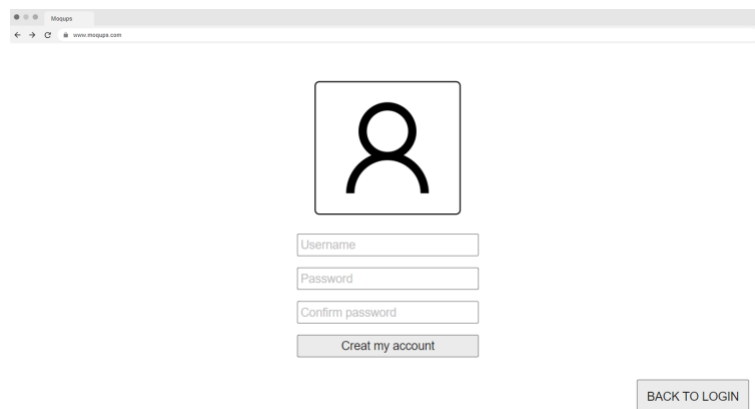 Moqups
www.moqups.com
Username
Password
Confirm password
Creat my account
BACK TO LOGIN